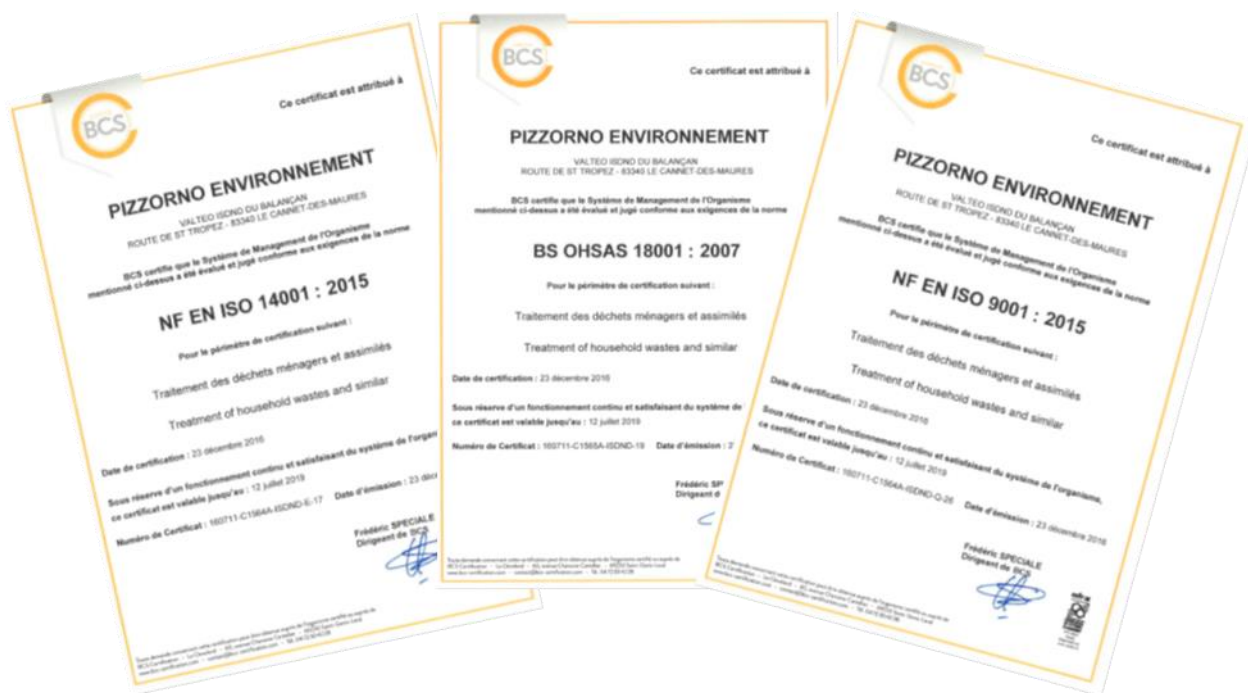 BCS
Ce certificat est attribué à
PIZZORNO ENVIRONNEMENT
VALTEO ISDND DU BALANÇAN
ROUTE DE ST TROPEZ - 83340 LE CANNET-DES-MAURES
BCS certifie que le Système de Management de l'Organisme
mentionné ci-dessus a été évalué et jugé conforme aux exigences de la norme
NF EN ISO 14001 : 2015
Pour le périmètre de certification suivant :
Traitement des déchets ménagers et assimilés
Treatment of household wastes and similar
Date de certification : 23 décembre 2016
Sous réserve d'un fonctionnement continu et satisfaisant du système de l'organi
ce certificat est valable jusqu'au : 12 juillet 2019
Numéro de Certificat : 160711-C1564A-ISDND-E-17 Date d'émission : 23 déce
Frédéric SPECIALE
Dirigeant de BCS
BCS
Ce certificat est attribué à
PIZZORNO ENVIRONNEMENT
VALTEO ISDND DU BALANÇAN
ROUTE DE ST TROPEZ - 83340 LE CANNET-DES-MAURES
BCS certifie que le Système de Management de l'Organisme
mentionné ci-dessus a été évalué et jugé conforme aux exigences de la norme
BS OHSAS 18001 : 2007
Pour le périmètre de certification suivant :
Traitement des déchets ménagers et assimilés
Treatment of household wastes and similar
Date de certification : 23 décembre 2016
Sous réserve d'un fonctionnement continu et satisfaisant du système de
ce certificat est valable jusqu'au : 12 juillet 2019
Numéro de Certificat : 160711-C1565A-ISDND-19 Date d'émission : 2
Frédéric SP
Dirigeant d
BCS
Ce certificat est attribué à
PIZZORNO ENVIRONNEMENT
VALTEO ISDND DU BALANÇAN
ROUTE DE ST TROPEZ - 83340 LE CANNET-DES-MAURES
BCS certifie que le Système de Management de l'Organisme
mentionné ci-dessus a été évalué et jugé conforme aux exigences de la norme
NF EN ISO 9001 : 2015
Pour le périmètre de certification suivant :
Traitement des déchets ménagers et assimilés
Treatment of household wastes and similar
Date de certification : 23 décembre 2016
Sous réserve d'un fonctionnement continu et satisfaisant du système de l'organisme,
ce certificat est valable jusqu'au : 12 juillet 2019
Numéro de Certificat : 160711-C1564A-ISDND-Q-26 Date d'émission : 23 décembre 2016
Frédéric SPECIALE
Dirigeant de BCS